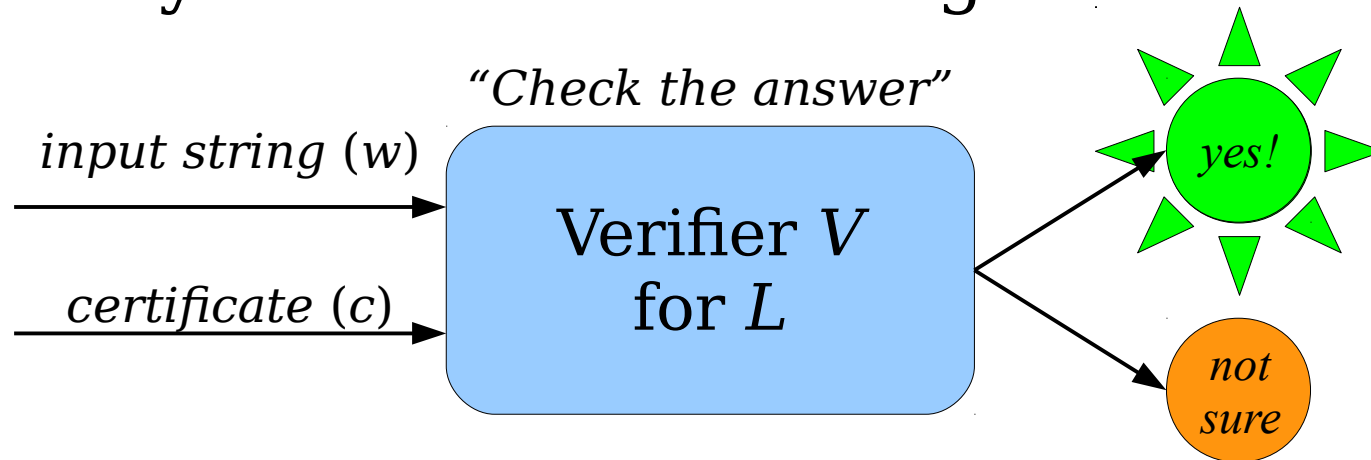 “Check the answer”
input string (w)
certificate (c)
Verifier V
for L
yes!
not
sure